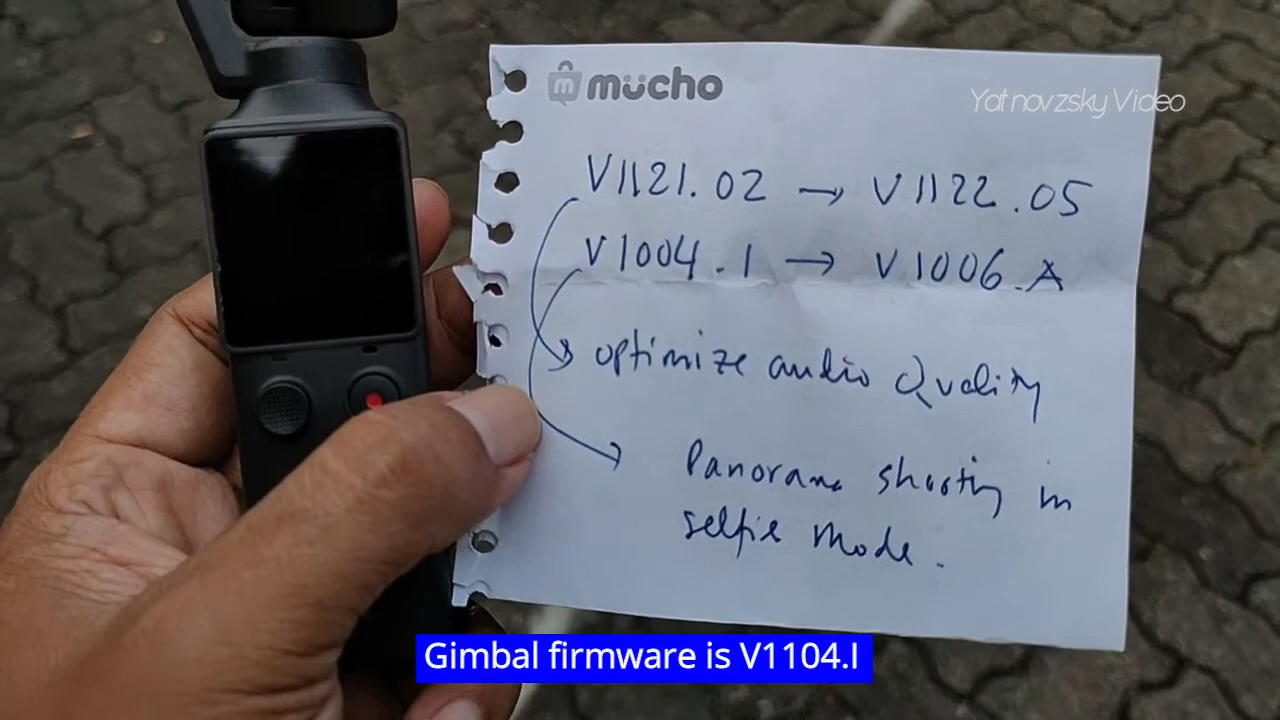 mücho
Yatnovzsky Video
V1121.02 → V1122.05
V1004.1 → V1006.A
optimize audio Quality
Panorama shooting in
selfie Mode.
Gimbal firmware is V1104.I